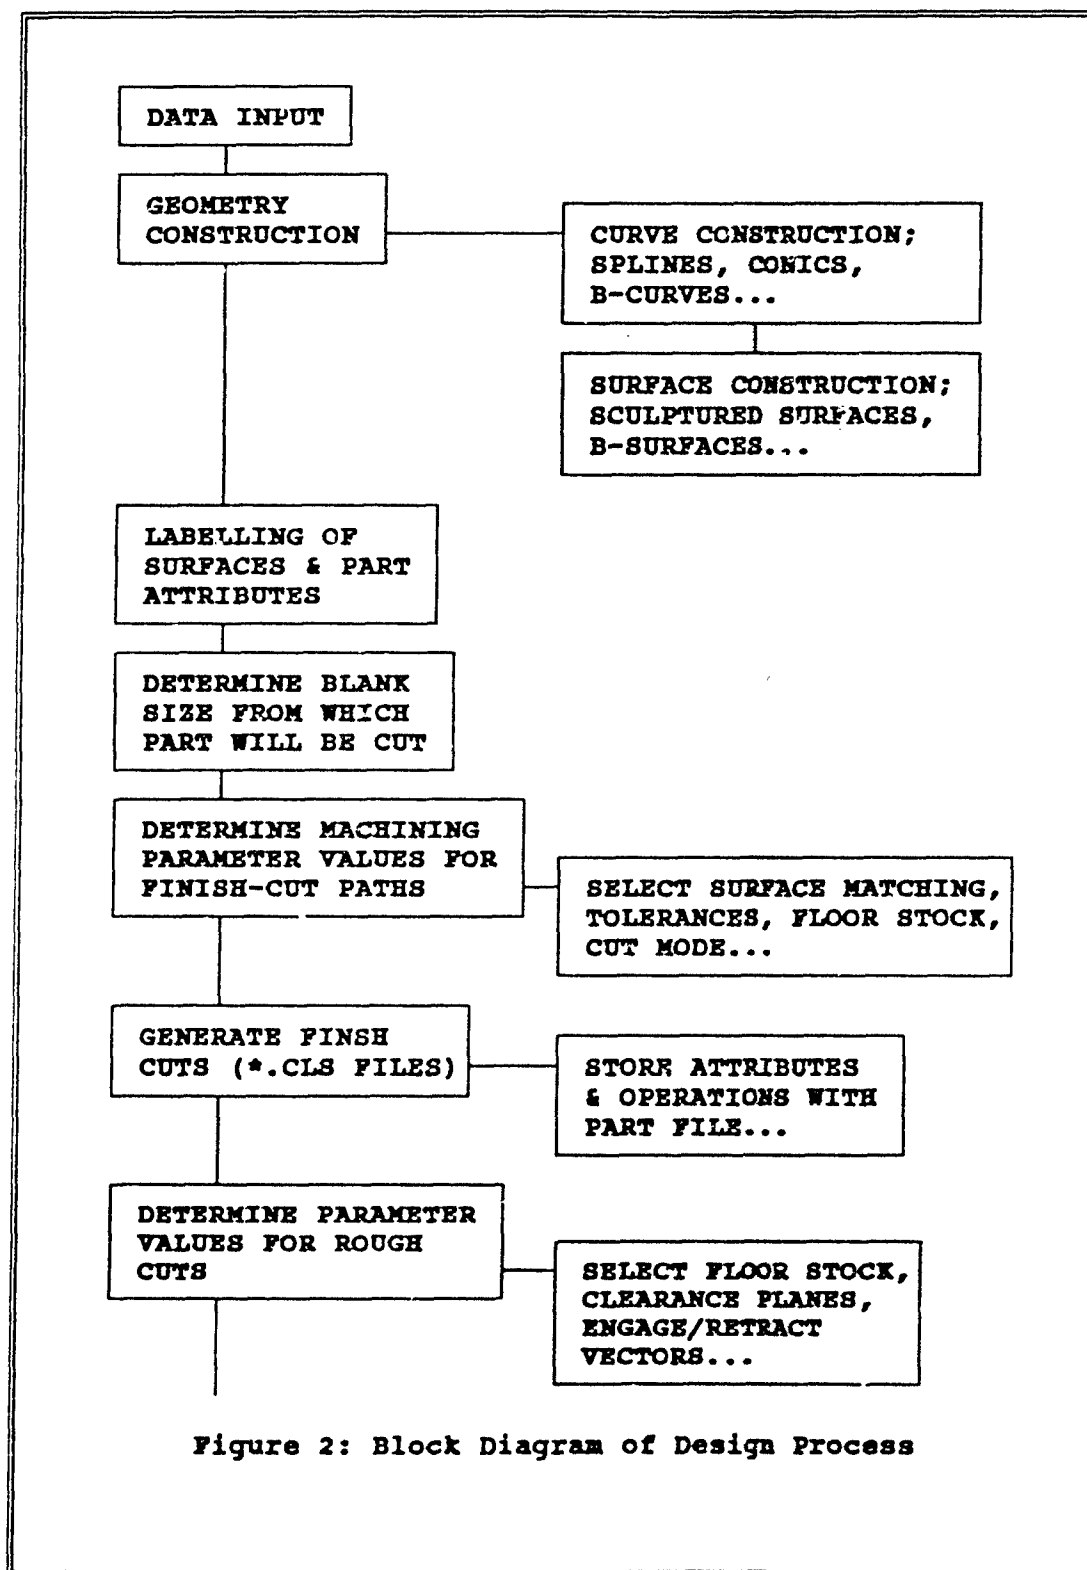 DATA INPUT
GEOMETRY
CONSTRUCTION
CURVE CONSTRUCTION;
SPLINES, CONICS,
B-CURVES...
SURFACE CONSTRUCTION;
SCULPTURED SURFACES,
B-SURFACES...
LABELLING OF
SURFACES & PART
ATTRIBUTES
DETERMINE BLANK
SIZE FROM WHICH
PART WILL BE CUT
DETERMINE MACHINING
PARAMETER VALUES FOR
FINISH-CUT PATHS
SELECT SURFACE MATCHING,
TOLERANCES, FLOOR STOCK,
CUT MODE...
GENERATE FINSH
CUTS (*.CLS FILES)
STORE ATTRIBUTES
& OPERATIONS WITH
PART FILE...
DETERMINE PARAMETER
VALUES FOR ROUGH
CUTS
SELECT FLOOR STOCK,
CLEARANCE PLANES,
ENGAGE/RETRACT
VECTORS...
Figure 2: Block Diagram of Design Process